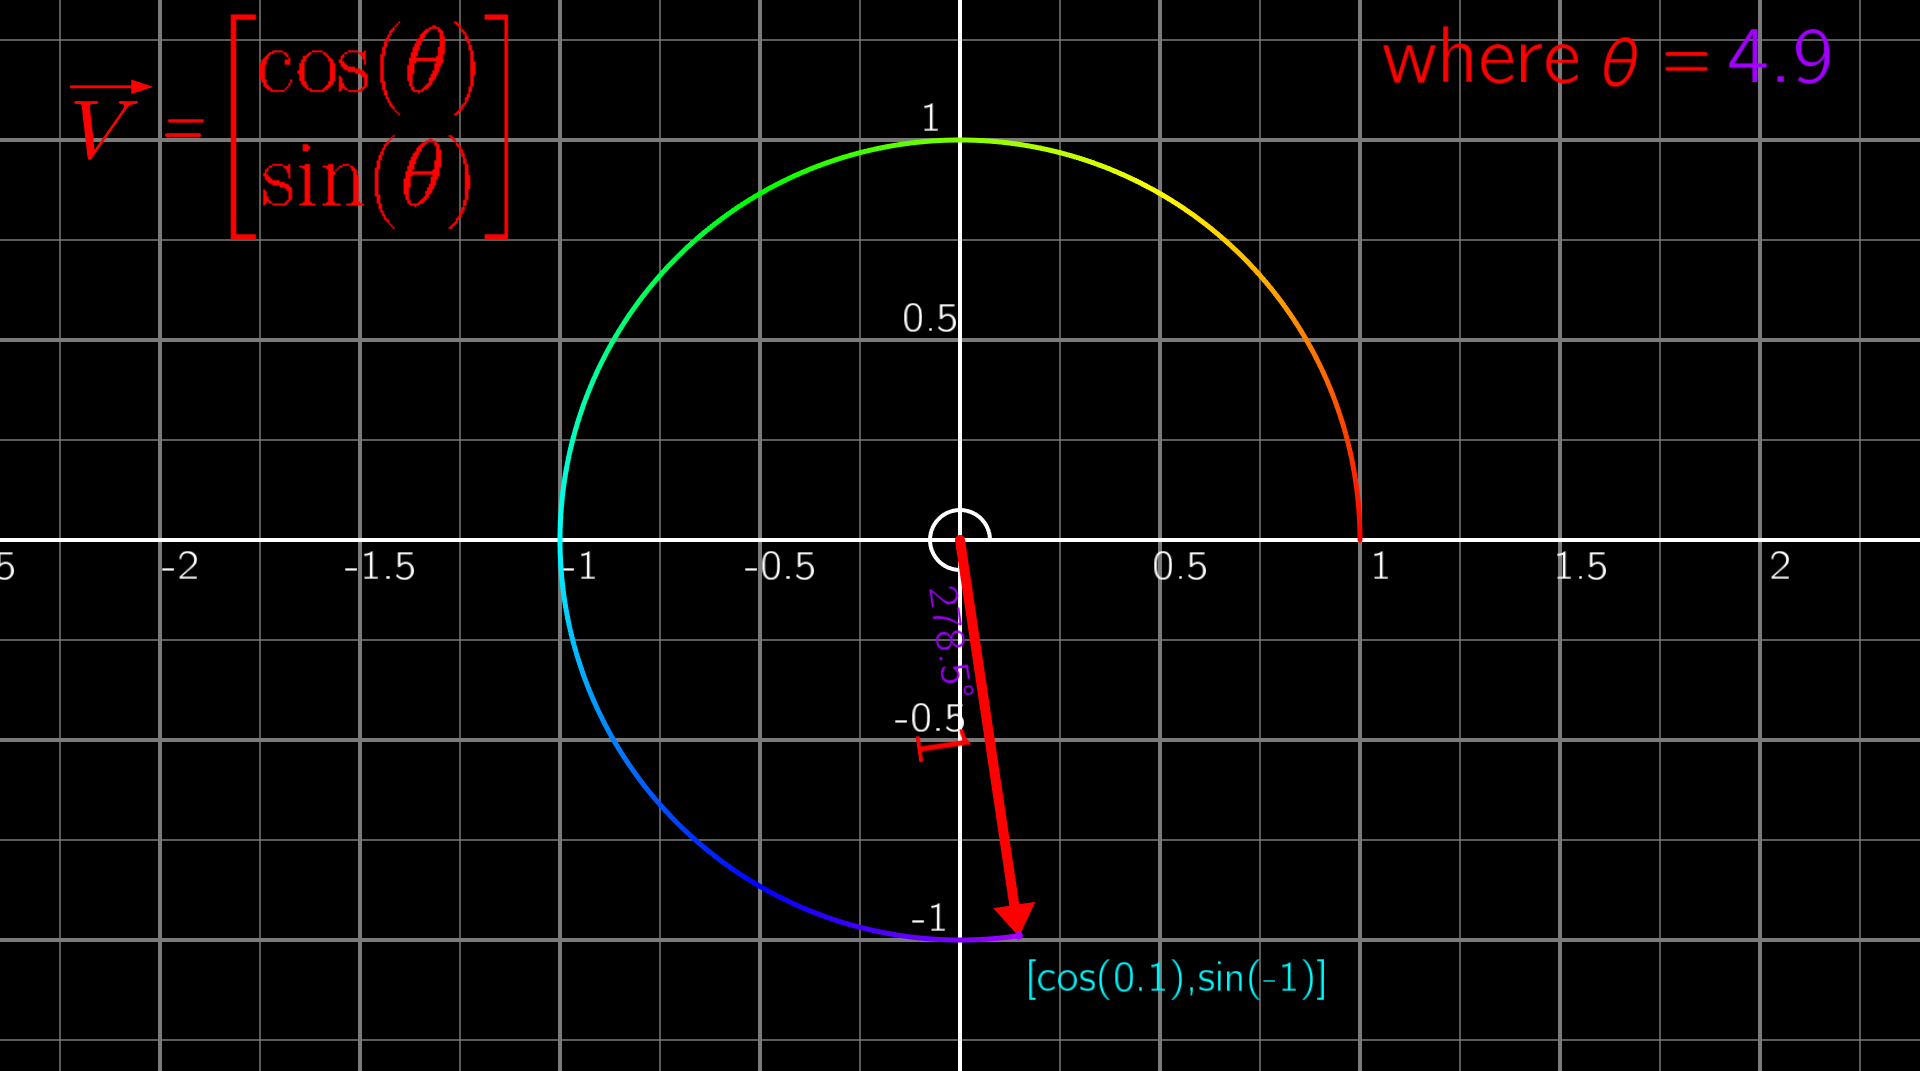 V = [cos(θ)
sin(θ)]
where θ = 4.9
1
0.5
5 -2 -1.5 -1 -0.5 0.5 1 1.5 2
278.5°
-0.5
1
-1
[cos(0.1),sin(-1)]